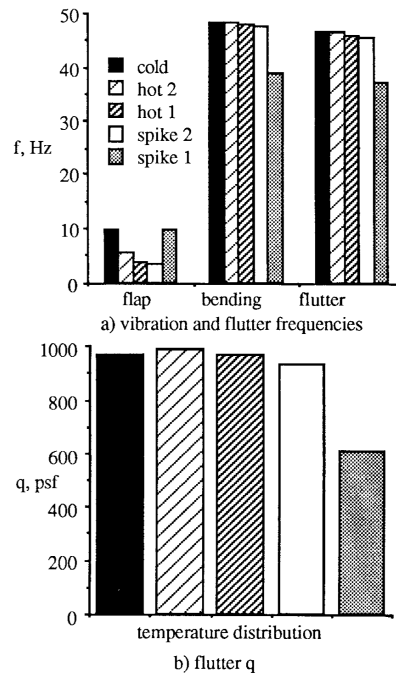 50
40
30
20
10
0
f, Hz
cold
hot 2
hot 1
spike 2
spike 1
flap bending flutter
a) vibration and flutter frequencies
1000
800
600
400
200
0
q, psf
temperature distribution
b) flutter q